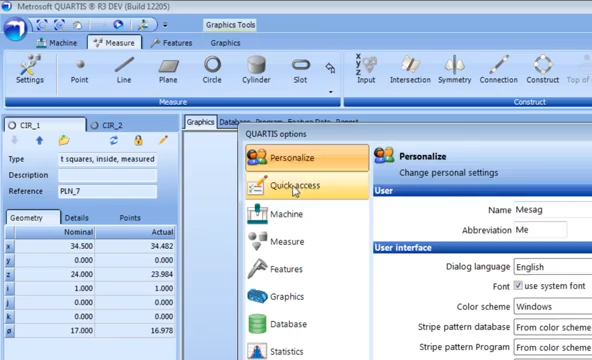 Metrosoft QUARTIS ® R3 DEV (Build 12205)
Graphics Tools
Machine Measure Features Graphics
Settings Point Line Plane Circle Cylinder Slot Input Intersection Symmetry Connection Construct Top of
Measure Construct
CIR_1 CIR_2
Graphics Database Program Feature Data Report
QUARTIS options
Type t squares, inside, measured
Description
Reference PLN_7
Geometry Details Points
Nominal Actual
x 34.500 34.482
y 0.000 0.000
z 24.000 23.984
i 1.000 1.000
j 0.000 0.000
k 0.000 0.000
ø 17.000 16.978
Personalize
Quick access
Machine
Measure
Features
Graphics
Database
Statistics
Personalize
Change personal settings
User
Name Mesag
Abbreviation Me
User interface
Dialog language English
Font use system font
Color scheme Windows
Stripe pattern database From color scheme
Stripe pattern Program From color scheme